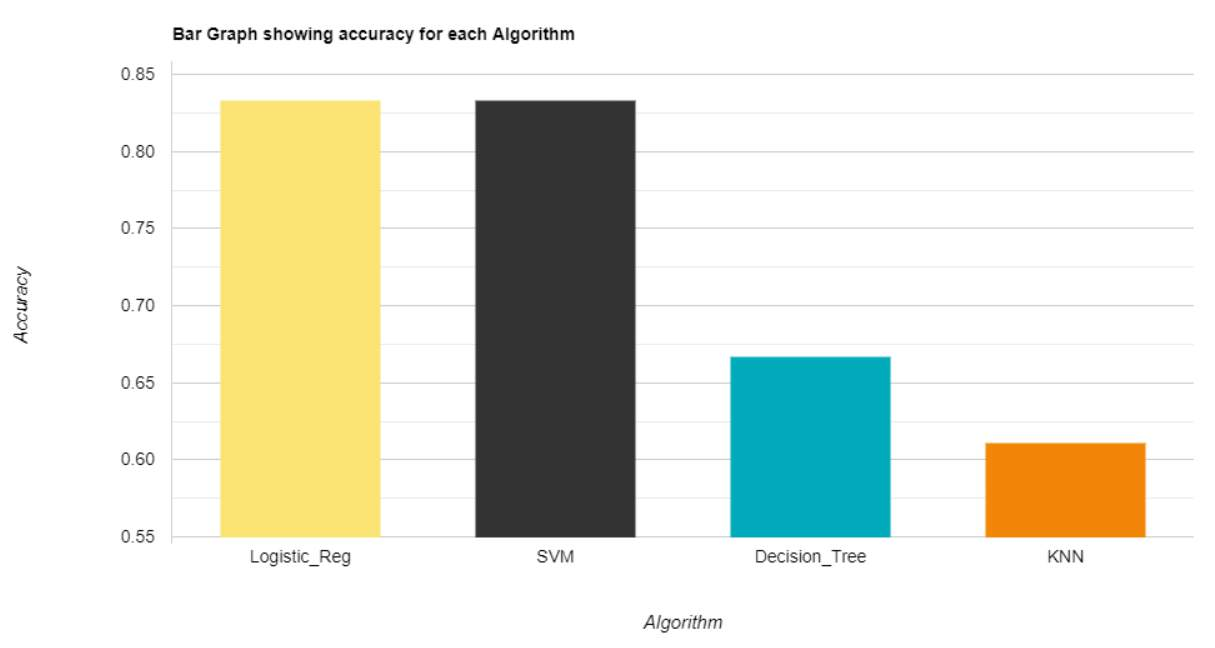 Bar Graph showing accuracy for each Algorithm
0.85
0.80
0.75
0.70
0.65
0.60
0.55
Accuracy
Logistic_Reg
SVM
Decision_Tree
KNN
Algorithm